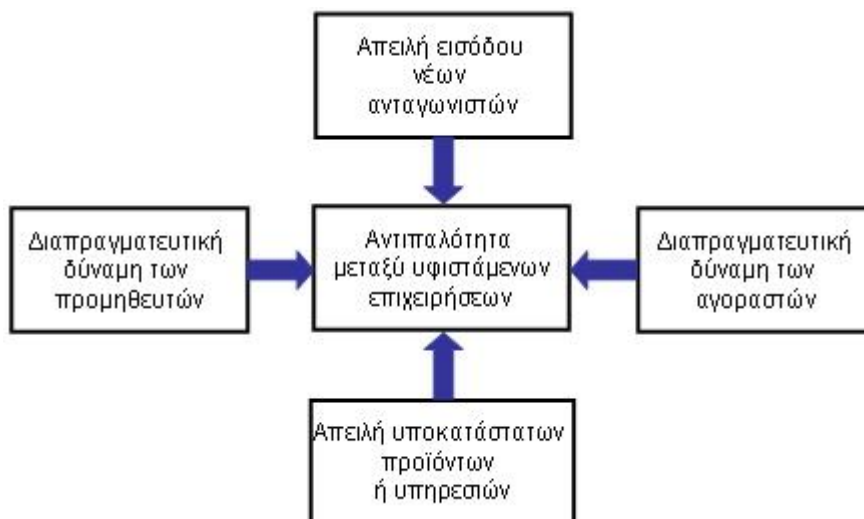 Απειλή εισόδου
νέων
ανταγωνιστών
Διαπραγματευτική
δύναμη των
προμηθευτών
Αντιπαλότητα
μεταξύ υφιστάμενων
επιχειρήσεων
Διαπραγματευτική
δύναμη των
αγοραστών
Απειλή υποκατάστατων
προϊόντων
ή υπηρεσιών